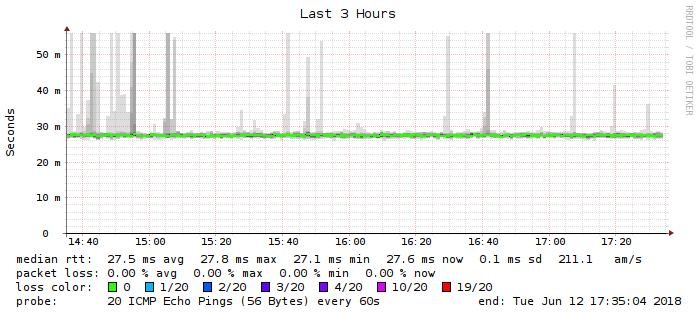 Last 3 Hours
RRDTOOL / TOBI OETIKER
Seconds
50 m
40 m
30 m
20 m
10 m
0
14:40 15:00 15:20 15:40 16:00 16:20 16:40 17:00 17:20
median rtt: 27.5 ms avg 27.8 ms max 27.1 ms min 27.6 ms now 0.1 ms sd 211.1 am/s
packet loss: 0.00 % avg 0.00 % max 0.00 % min 0.00 % now
loss color: 0 1/20 2/20 3/20 4/20 10/20 19/20
probe: 20 ICMP Echo Pings (56 Bytes) every 60s end: Tue Jun 12 17:35:04 2018